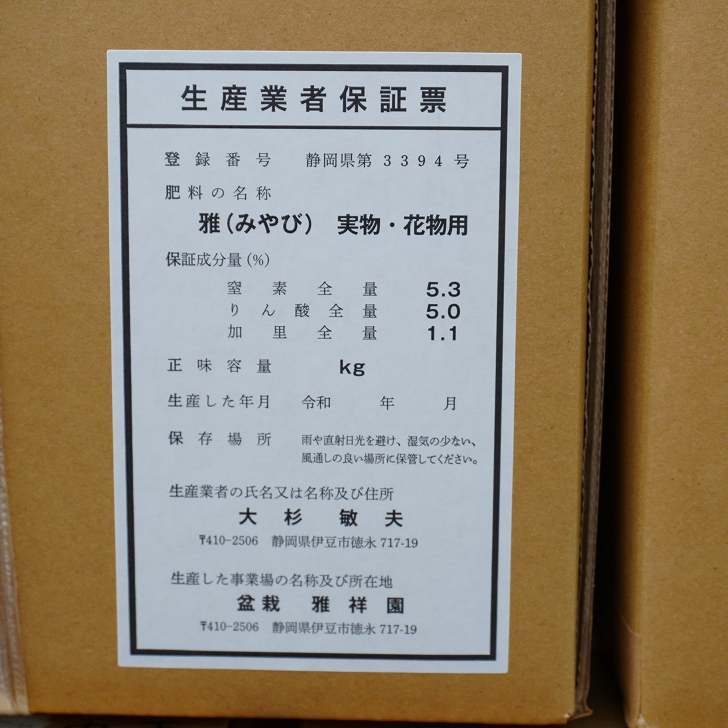 生産業者保証票
登録番号 静岡県第3394号
肥料の名称
雅(みやび) 実物・花物用
保証成分量(%)
窒素全量 5.3
りん酸全量 5.0
加里全量 1.1
正味容量 kg
生産した年月 令和 年 月
保存場所 雨や直射日光を避け、湿気の少ない、
風通しの良い場所に保管してください。
生産業者の氏名又は名称及び住所
大杉 敏夫
〒410-2506 静岡県伊豆市徳永717-19
生産した事業場の名称及び所在地
盆栽 雅祥園
〒410-2506 静岡県伊豆市徳永717-19